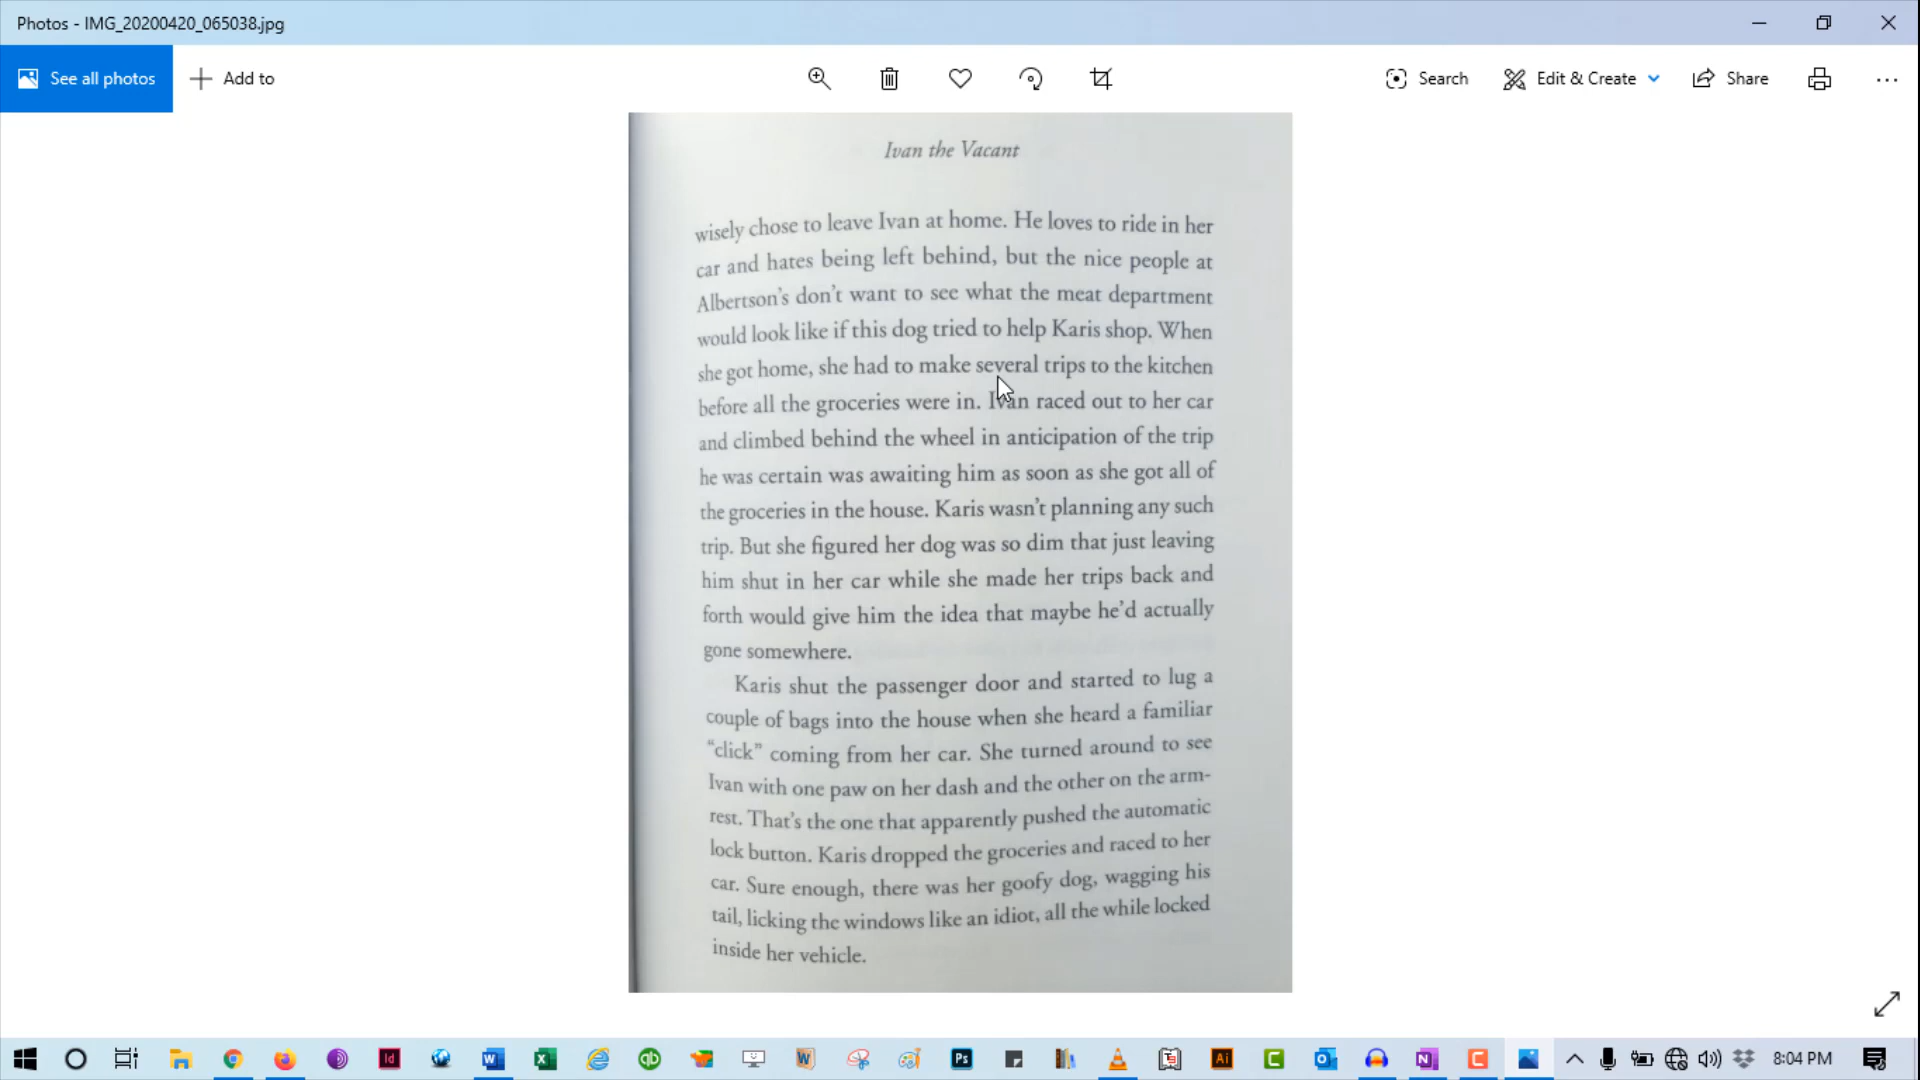 Photos - IMG_20200420_065038.jpg
See all photos
Add to
Search
Edit & Create
Share
Ivan the Vacant
wisely chose to leave Ivan at home. He loves to ride in her
car and hates being left behind, but the nice people at
Albertson's don't want to see what the meat department
would look like if this dog tried to help Karis shop. When
she got home, she had to make several trips to the kitchen
before all the groceries were in. Ivan raced out to her car
and climbed behind the wheel in anticipation of the trip
he was certain was awaiting him as soon as she got all of
the groceries in the house. Karis wasn't planning any such
trip. But she figured her dog was so dim that just leaving
him shut in her car while she made her trips back and
forth would give him the idea that maybe he'd actually
gone somewhere.
Karis shut the passenger door and started to lug a
couple of bags into the house when she heard a familiar
"click" coming from her car. She turned around to see
Ivan with one paw on her dash and the other on the arm-
rest. That's the one that apparently pushed the automatic
lock button. Karis dropped the groceries and raced to her
car. Sure enough, there was her goofy dog, wagging his
tail, licking the windows like an idiot, all the while locked
inside her vehicle.
8:04 PM